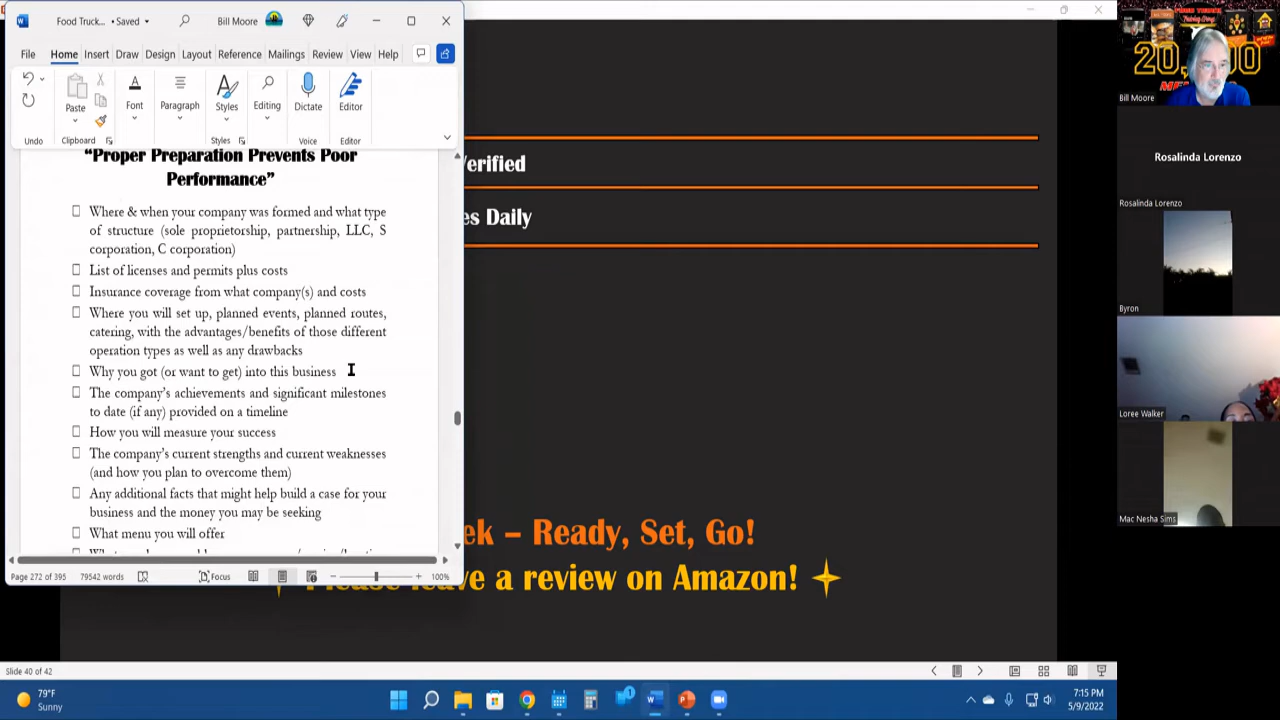 Food Truck... • Saved
Bill Moore
File
Home
Insert
Draw
Design
Layout
Reference
Mailings
Review
View
Help
Paste
Font
Paragraph
Styles
Editing
Dictate
Editor
Undo
Clipboard
Styles
Voice
Editor
“Proper Preparation Prevents Poor
Performance”
Where & when your company was formed and what type
of structure (sole proprietorship, partnership, LLC, S
corporation, C corporation)
List of licenses and permits plus costs
Insurance coverage from what company(s) and costs
Where you will set up, planned events, planned routes,
catering, with the advantages/benefits of those different
operation types as well as any drawbacks
Why you got (or want to get) into this business
The company’s achievements and significant milestones
to date (if any) provided on a timeline
How you will measure your success
The company’s current strengths and current weaknesses
(and how you plan to overcome them)
Any additional facts that might help build a case for your
business and the money you may be seeking
What menu you will offer
Page 272 of 395
79542 words
Focus
100%
Verified
es Daily
ek – Ready, Set, Go!
Please leave a review on Amazon!
Slide 40 of 42
79°F
Sunny
7:15 PM
5/9/2022
Bill Moore
Rosalinda Lorenzo
Rosalinda Lorenzo
Byron
Loree Walker
Mac Nesha Sims